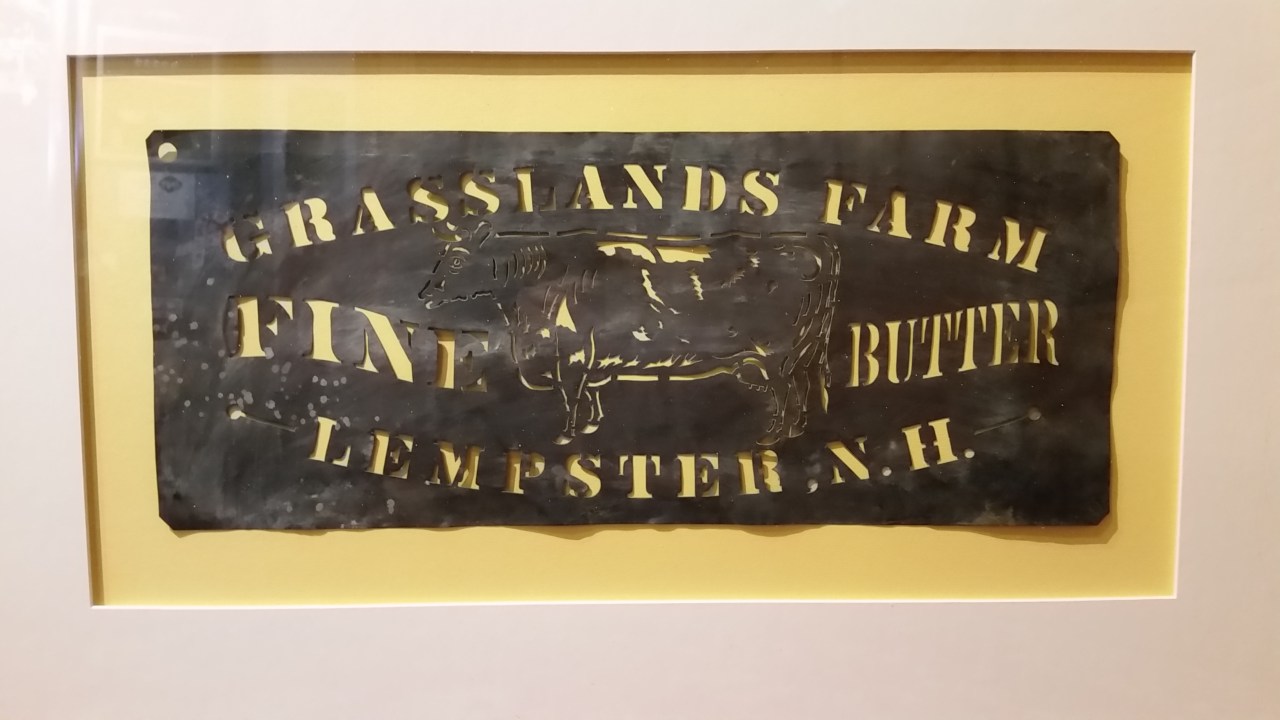 GRASSLANDS FARM
FINE BUTTER
LEMPSTER, N.H.